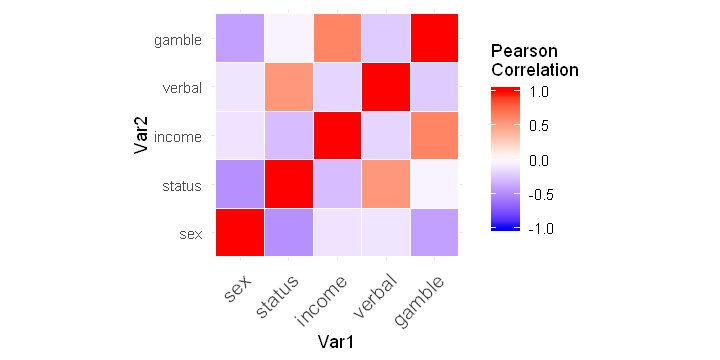 gamble
verbal
income
status
sex
Var2
sex
status
income
verbal
gamble
Var1
Pearson
Correlation
1.0
0.5
0.0
-0.5
-1.0